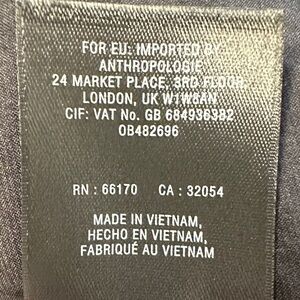 FOR EU: IMPORTED BY
ANTHROPOLOGIE
24 MARKET PLACE, 3RD FLOOR
LONDON, UK W1W8AN
CIF: VAT No. GB 684936382
OB482696
RN : 66170 CA : 32054
MADE IN VIETNAM,
HECHO EN VIETNAM,
FABRIQUÉ AU VIETNAM